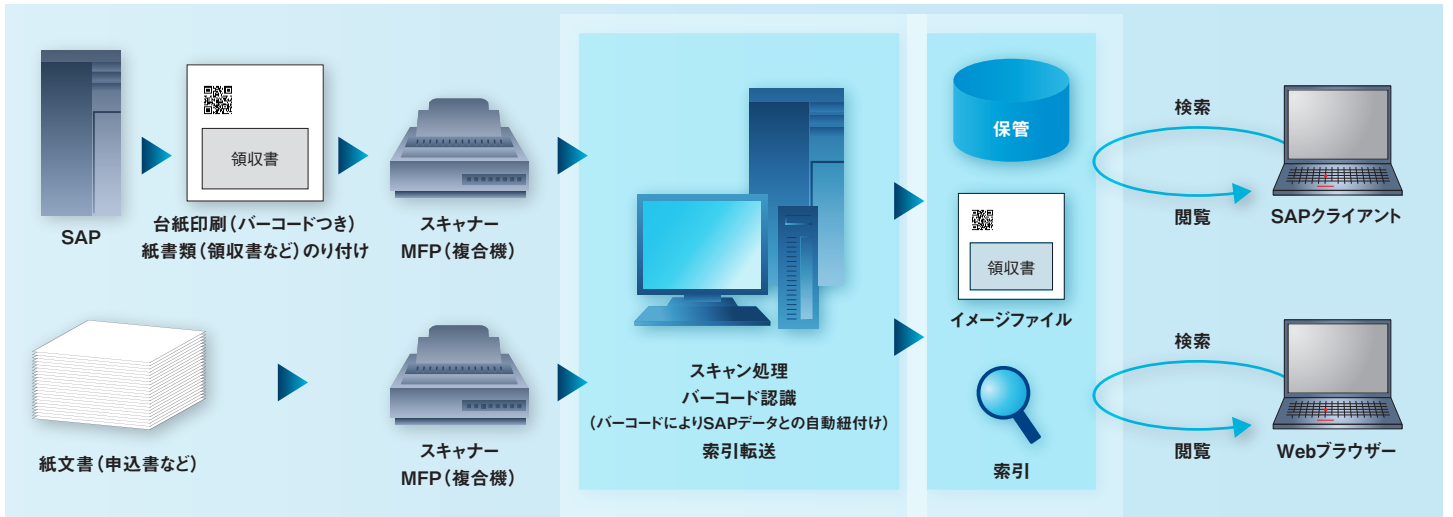 SAP
領収書
台紙印刷（バーコードつき）
紙書類（領収書など）のり付け
スキャナー
MFP（複合機）
紙文書（申込書など）
スキャナー
MFP（複合機）
スキャン処理
バーコード認識
（バーコードによりSAPデータとの自動紐付け）
索引転送
保管
領収書
イメージファイル
索引
検索
閲覧
SAPクライアント
検索
閲覧
Webブラウザー